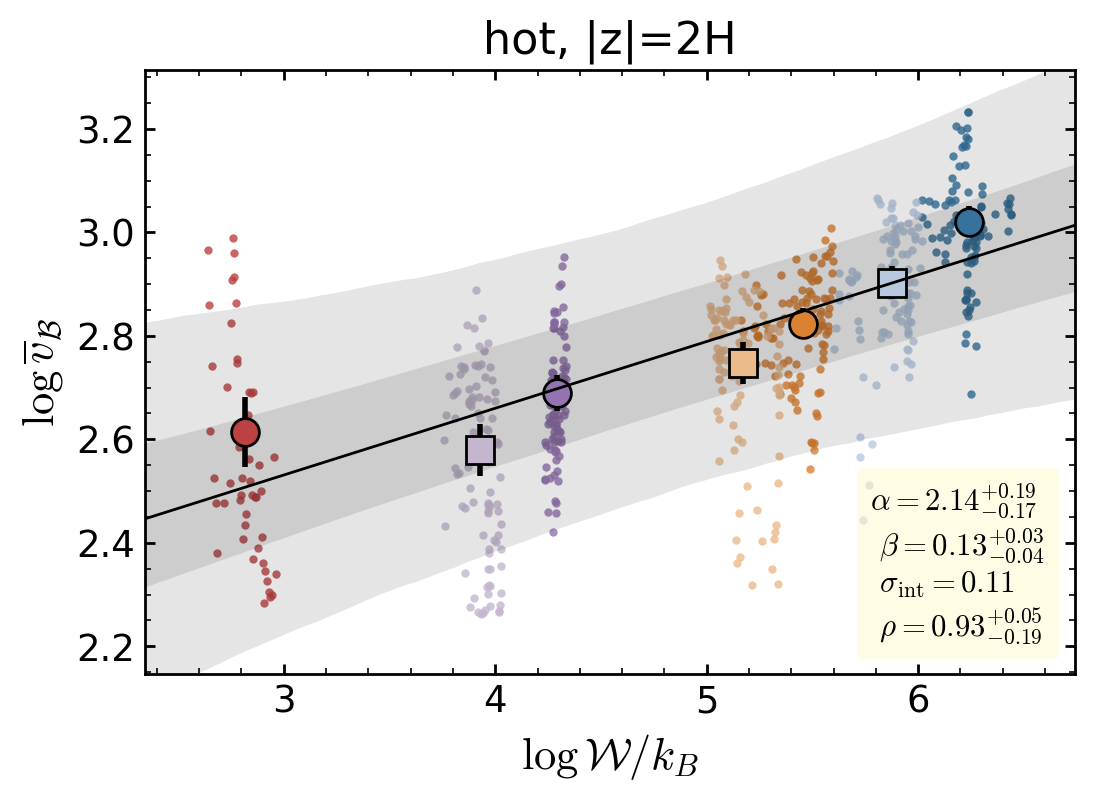 hot, |z|=2H
3.2
3.0
2.8
2.6
2.4
2.2
log v̅_ℬ
α = 2.14^{+0.19}_{−0.17}
β = 0.13^{+0.03}_{−0.04}
σ_int = 0.11
ρ = 0.93^{+0.05}_{−0.19}
3 4 5 6
log 𝒲/k_B